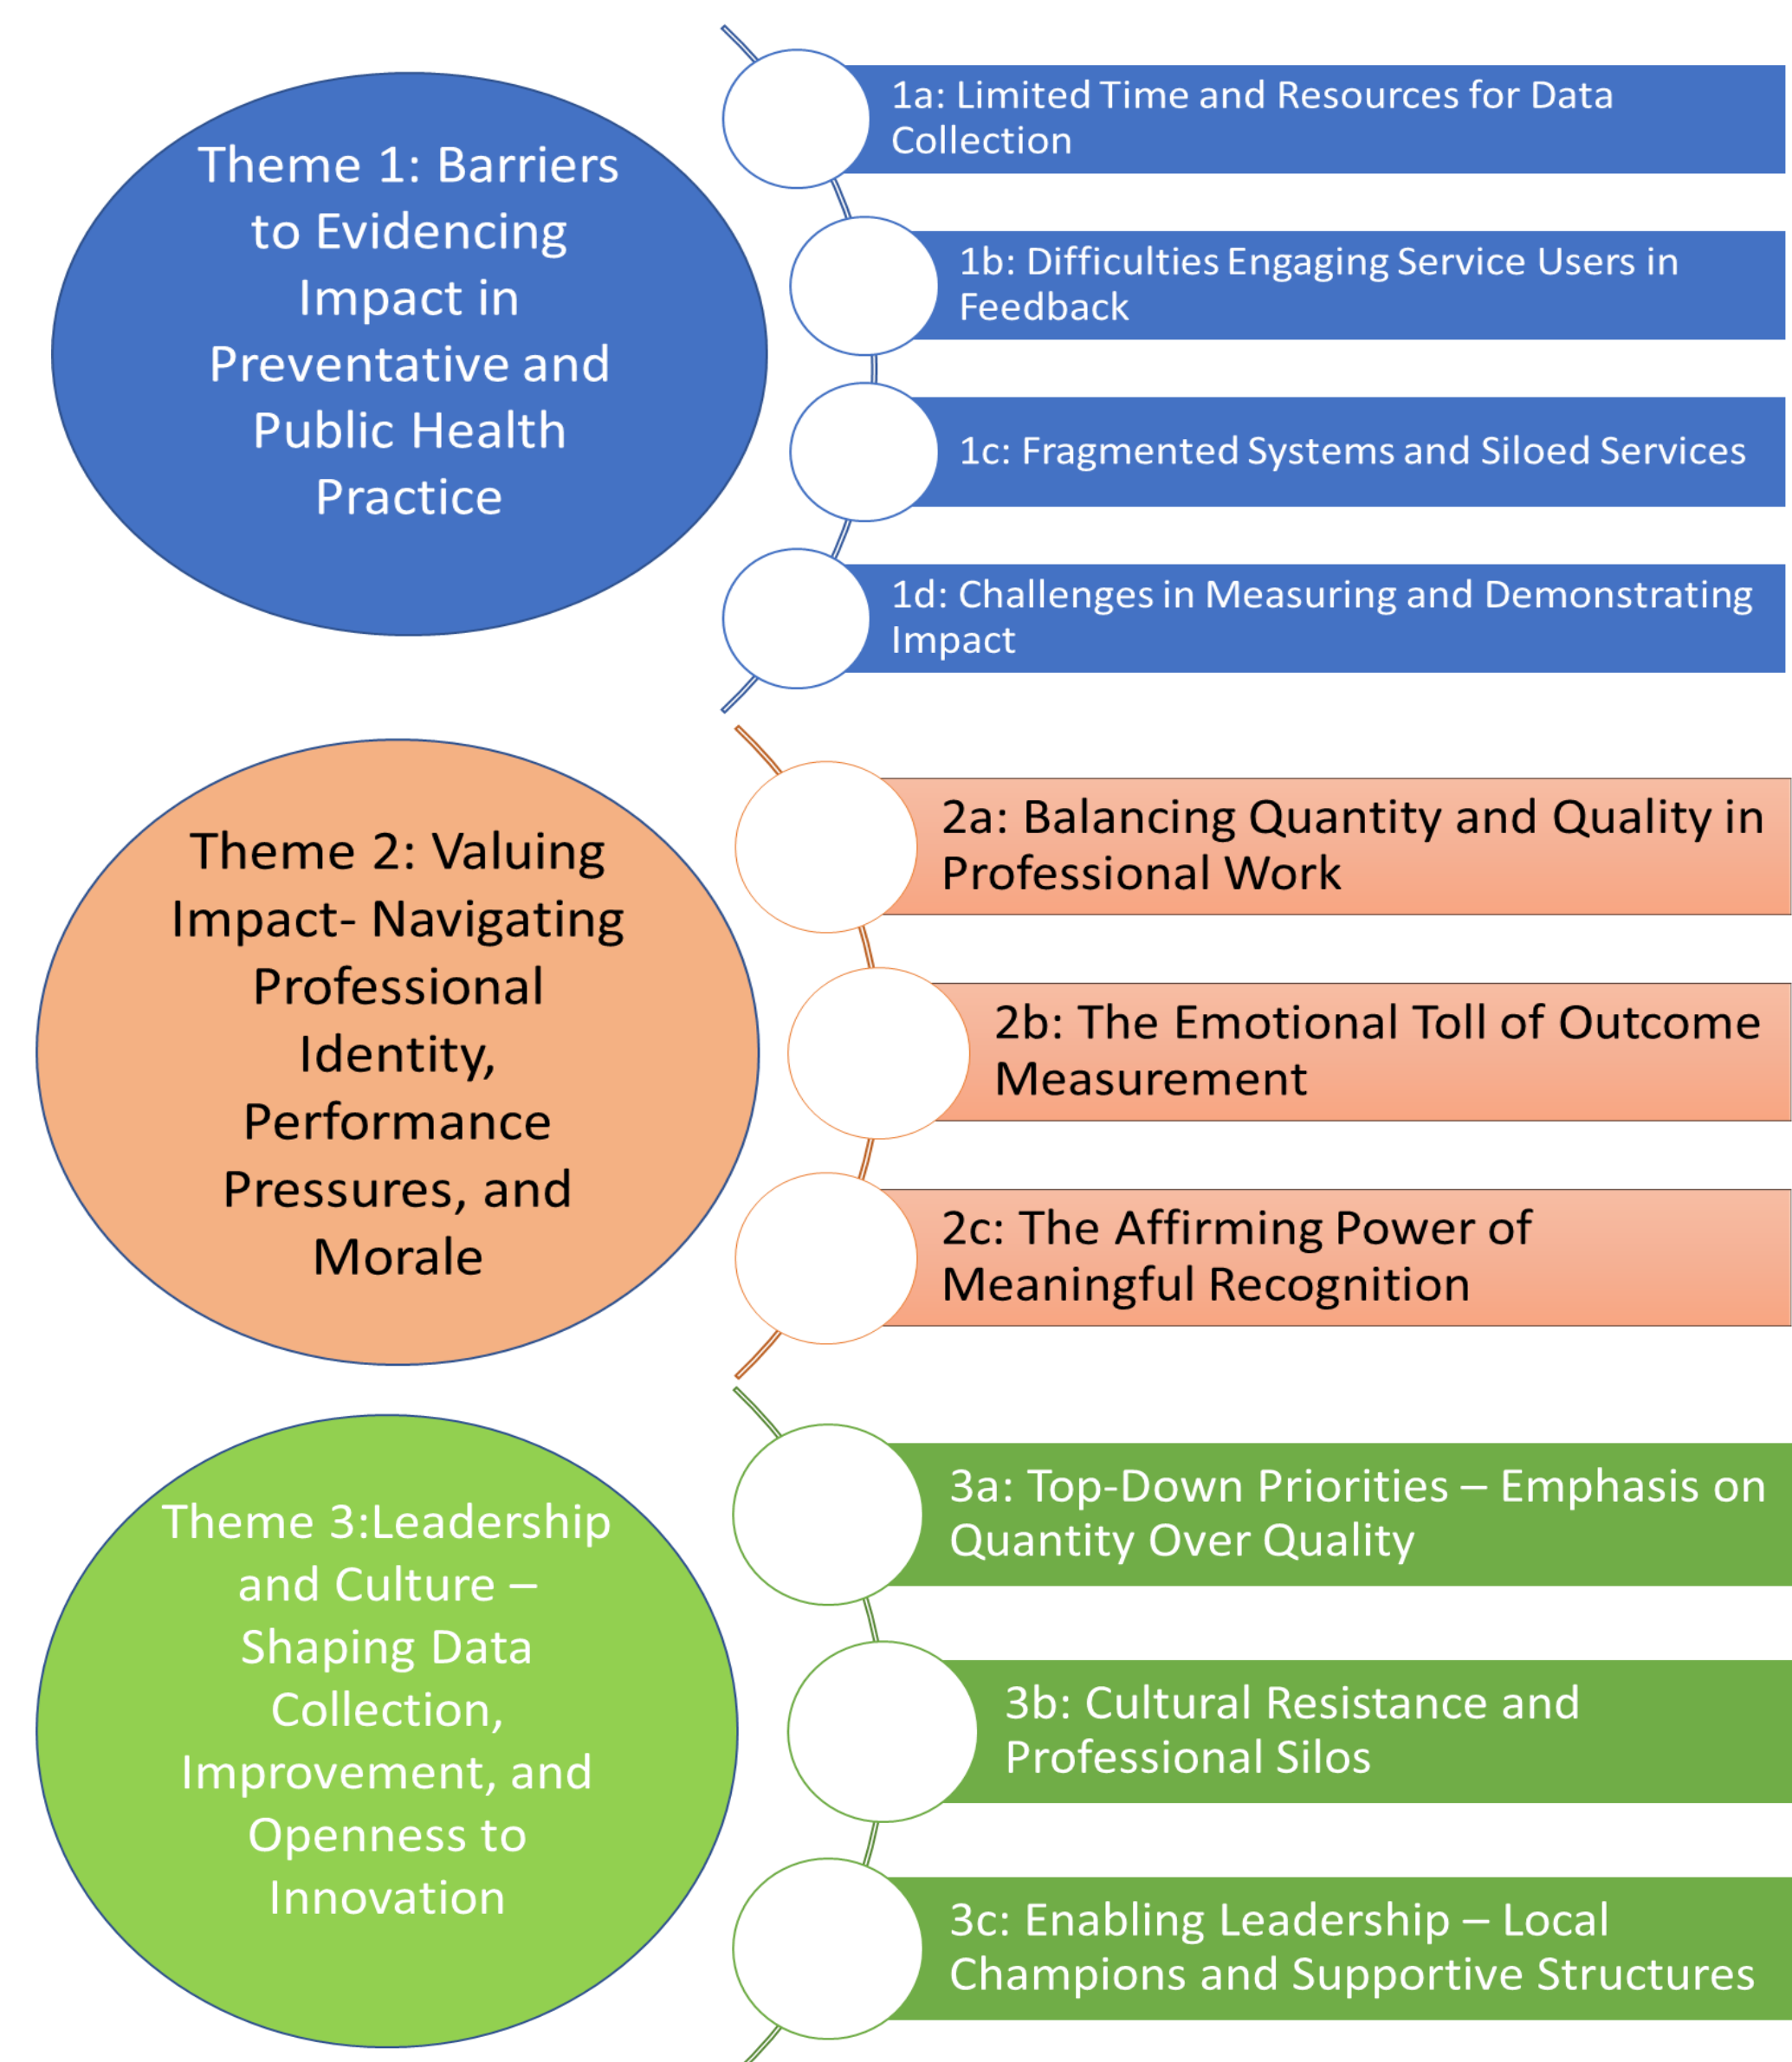 Theme 1: Barriers
to Evidencing
Impact in
Preventative and
Public Health
Practice
1a: Limited Time and Resources for Data
Collection
1b: Difficulties Engaging Service Users in
Feedback
1c: Fragmented Systems and Siloed Services
1d: Challenges in Measuring and Demonstrating
Impact
Theme 2: Valuing
Impact- Navigating
Professional
Identity,
Performance
Pressures, and
Morale
2a: Balancing Quantity and Quality in
Professional Work
2b: The Emotional Toll of Outcome
Measurement
2c: The Affirming Power of
Meaningful Recognition
Theme 3:Leadership
and Culture –
Shaping Data
Collection,
Improvement, and
Openness to
Innovation
3a: Top-Down Priorities – Emphasis on
Quantity Over Quality
3b: Cultural Resistance and
Professional Silos
3c: Enabling Leadership – Local
Champions and Supportive Structures